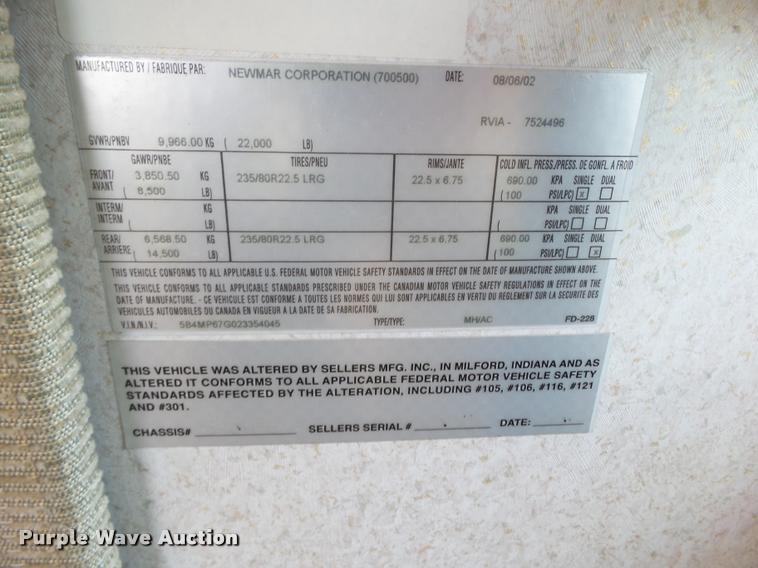 MANUFACTURED BY / FABRIQUE PAR: NEWMAR CORPORATION (700500) DATE: 08/06/02
RVIA - 7524496
GVWR/PNBV 9,966.00 KG ( 22,000 LB)
GAWR/PNBE TIRES/PNEU RIMS/JANTE COLD INFL. PRESS./PRESS. DE GONFL. A FROID
FRONT/ 3,850.50 KG 235/80R22.5 LRG 22.5 x 6.75 690.00 KPA SINGLE DUAL
AVANT ( 8,500 LB) (100 PSI/LPC) x
INTERM/ KG KPA SINGLE DUAL
INTERM ( LB) ( PSI/LPC)
REAR/ 6,568.50 KG 235/80R22.5 LRG 22.5 x 6.75 690.00 KPA SINGLE DUAL
ARRIERE ( 14,500 LB) (100 PSI/LPC) x
THIS VEHICLE CONFORMS TO ALL APPLICABLE U.S. FEDERAL MOTOR VEHICLE SAFETY STANDARDS IN EFFECT ON THE DATE OF MANUFACTURE SHOWN ABOVE.
THIS VEHICLE CONFORMS TO ALL APPLICABLE STANDARDS PRESCRIBED UNDER THE CANADIAN MOTOR VEHICLE SAFETY REGULATIONS IN EFFECT ON THE
DATE OF MANUFACTURE. - CE VEHICULE EST CONFORME A TOUTES LES NORMES QUI LUI SONT APPLICABLES EN VERTU DU REGLEMENT SUR LA SECURITE DES
VEHICULES AUTOMOBILES DU CANADA EN VIGUEUR A LA DATE DE SA FABRICATION.
V.I.N./N.I.V.: 5B4MP67G023354045 TYPE/TYPE: MH/AC FD-228
THIS VEHICLE WAS ALTERED BY SELLERS MFG. INC., IN MILFORD, INDIANA AND AS
ALTERED IT CONFORMS TO ALL APPLICABLE FEDERAL MOTOR VEHICLE SAFETY
STANDARDS AFFECTED BY THE ALTERATION, INCLUDING #105, #106, #116, #121
AND #301.
CHASSIS# SELLERS SERIAL # DATE:
Purple Wave Auction